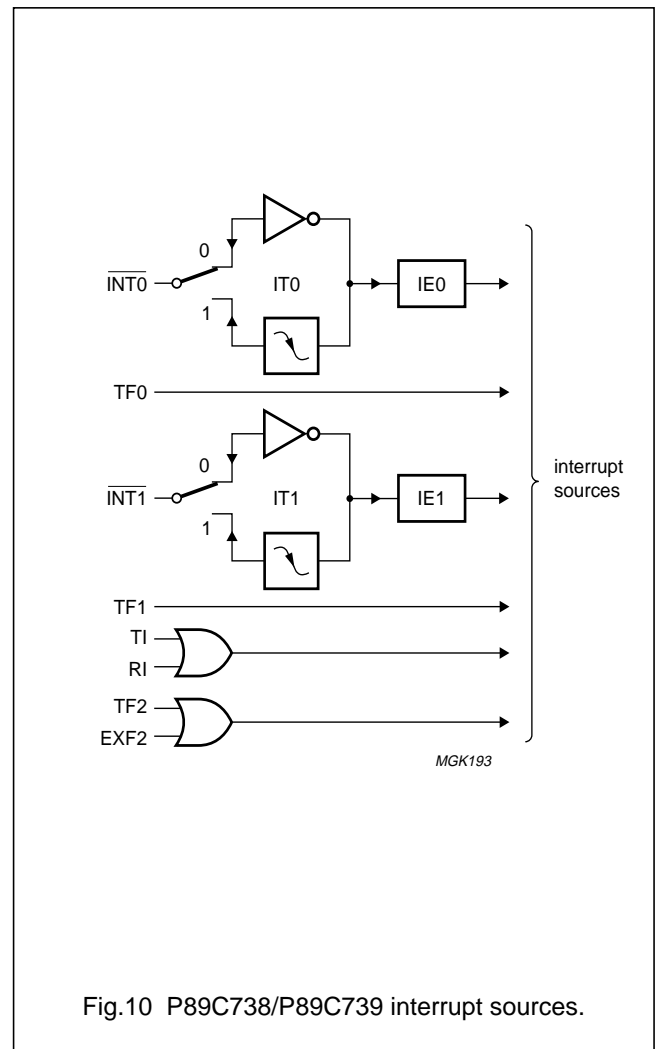 0
INT0
IT0
IE0
1
TF0
0
INT1
IT1
IE1
1
interrupt
sources
TF1
TI
RI
TF2
EXF2
MGK193
Fig.10 P89C738/P89C739 interrupt sources.